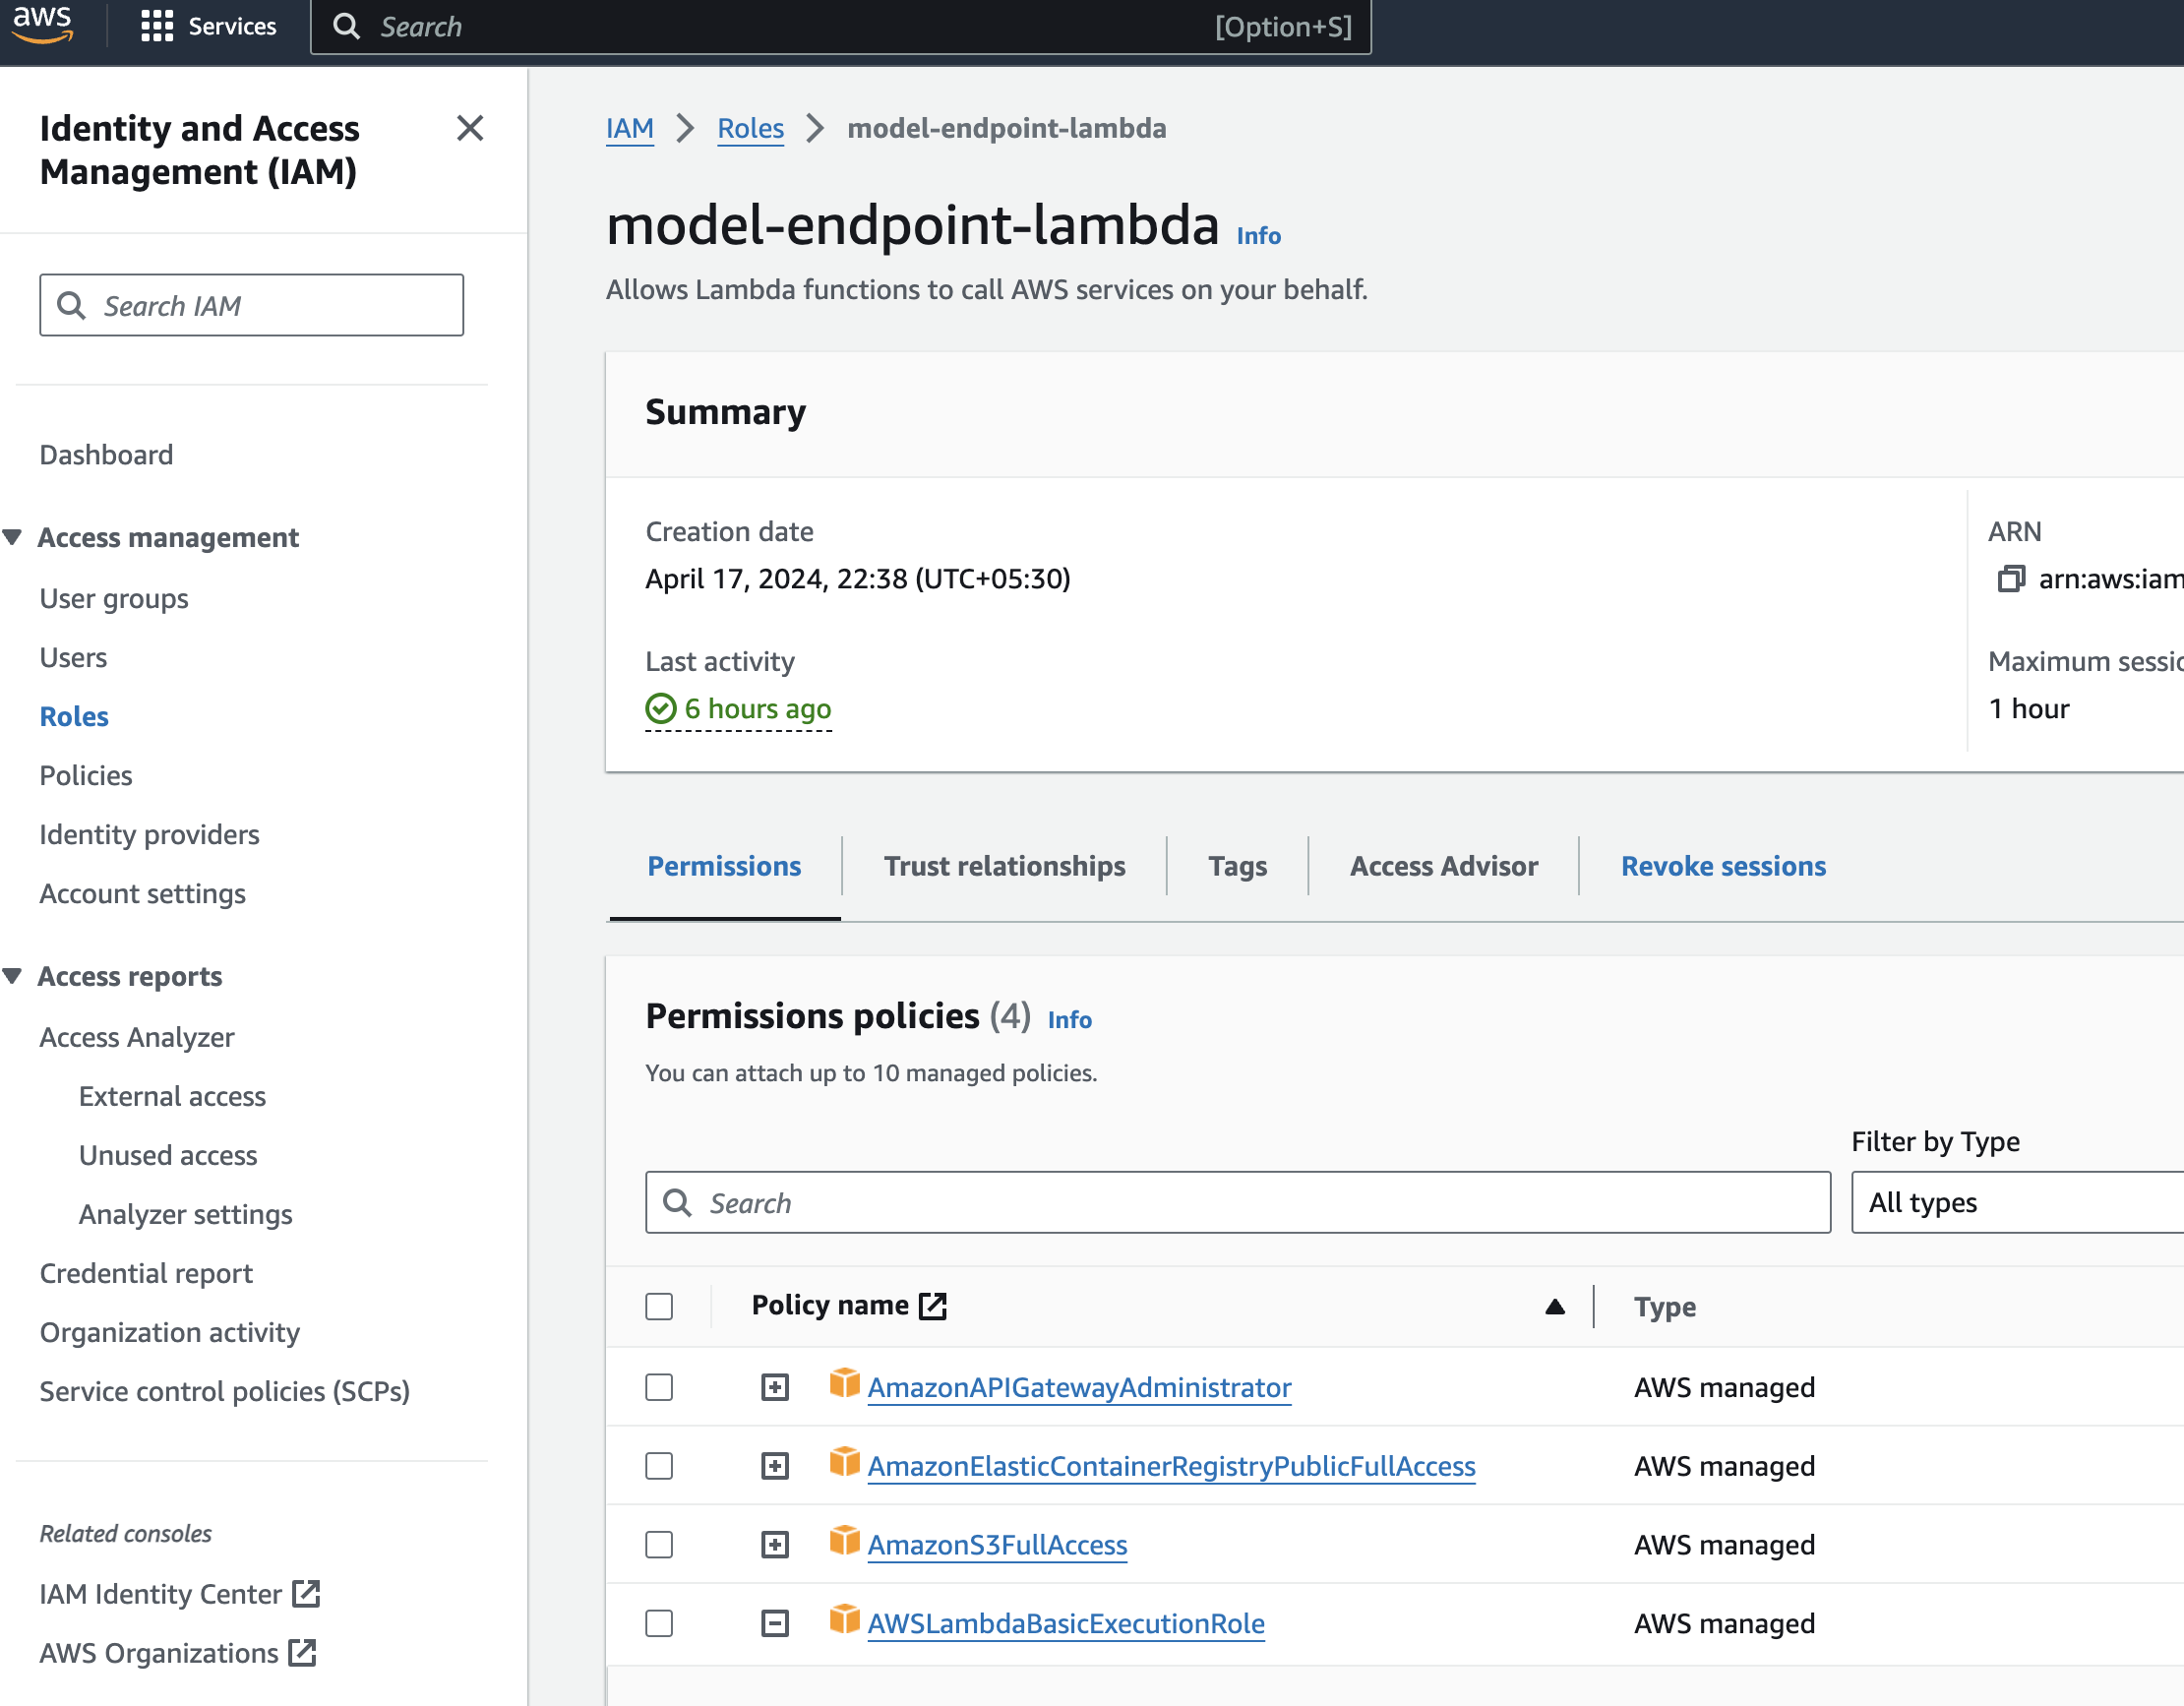 aws
Services
Search
[Option+S]
Identity and Access
Management (IAM)
Search IAM
Dashboard
Access management
User groups
Users
Roles
Policies
Identity providers
Account settings
Access reports
Access Analyzer
External access
Unused access
Analyzer settings
Credential report
Organization activity
Service control policies (SCPs)
Related consoles
IAM Identity Center
AWS Organizations
IAM > Roles > model-endpoint-lambda
model-endpoint-lambda Info
Allows Lambda functions to call AWS services on your behalf.
Summary
Creation date
April 17, 2024, 22:38 (UTC+05:30)
Last activity
6 hours ago
ARN
arn:aws:iam
Maximum sessio
1 hour
Permissions
Trust relationships
Tags
Access Advisor
Revoke sessions
Permissions policies (4) Info
You can attach up to 10 managed policies.
Filter by Type
Search
All types
Policy name
Type
AmazonAPIGatewayAdministrator
AWS managed
AmazonElasticContainerRegistryPublicFullAccess
AWS managed
AmazonS3FullAccess
AWS managed
AWSLambdaBasicExecutionRole
AWS managed